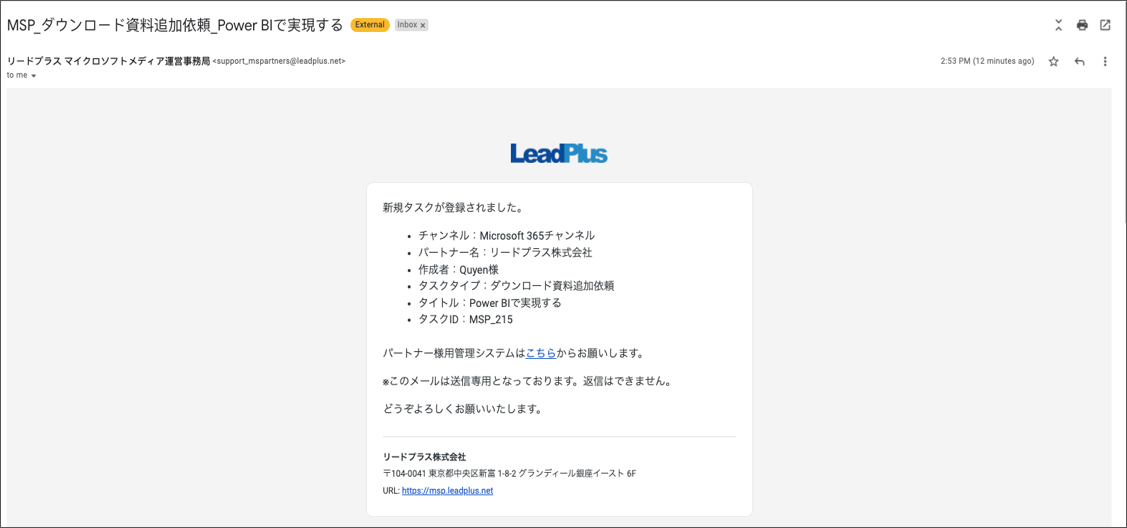 MSP_ダウンロード資料追加依頼_Power BIで実現する External Inbox x
リードプラス マイクロソフトメディア運営事務局 <support_mspartners@leadplus.net> 2:53 PM (12 minutes ago)
to me
LeadPlus
新規タスクが登録されました。
• チャンネル：Microsoft 365チャンネル
• パートナー名：リードプラス株式会社
• 作成者：Quyen様
• タスクタイプ：ダウンロード資料追加依頼
• タイトル：Power BIで実現する
• タスクID：MSP_215
パートナー様用管理システムはこちらからお願いします。
※このメールは送信専用となっております。返信はできません。
どうぞよろしくお願いいたします。
リードプラス株式会社
〒104-0041 東京都中央区新富 1-8-2 グランディール銀座イースト 6F
URL: https://msp.leadplus.net